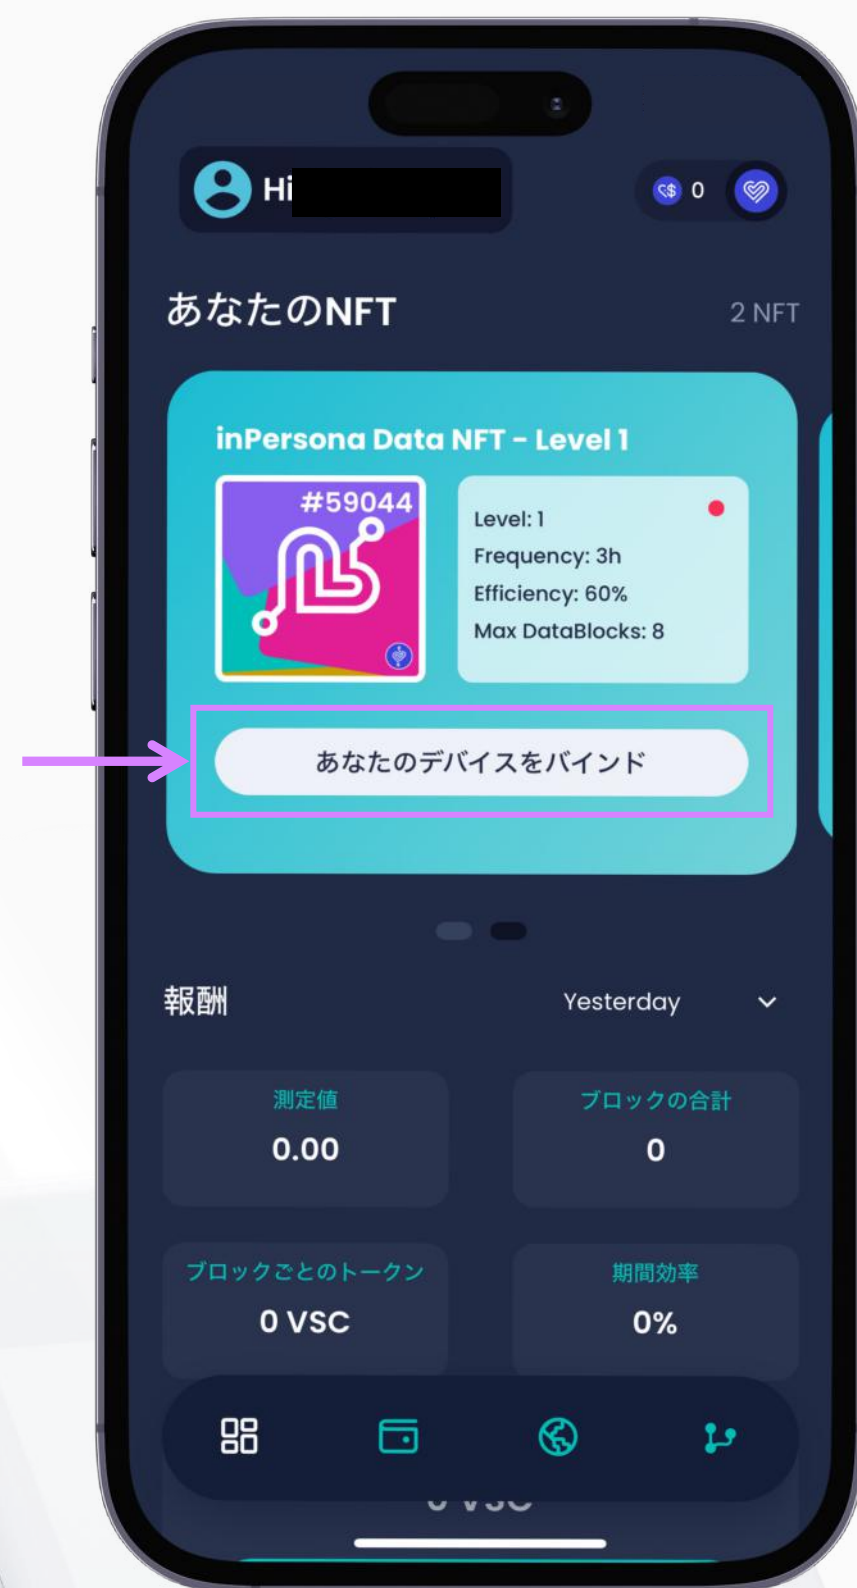 Hi
0
あなたのNFT
2 NFT
inPersona Data NFT - Level 1
#59044
Level: 1
Frequency: 3h
Efficiency: 60%
Max DataBlocks: 8
あなたのデバイスをバインド
報酬
Yesterday
測定値
ブロックの合計
0.00
0
ブロックごとのトークン
期間効率
0 VSC
0%
0 VSC